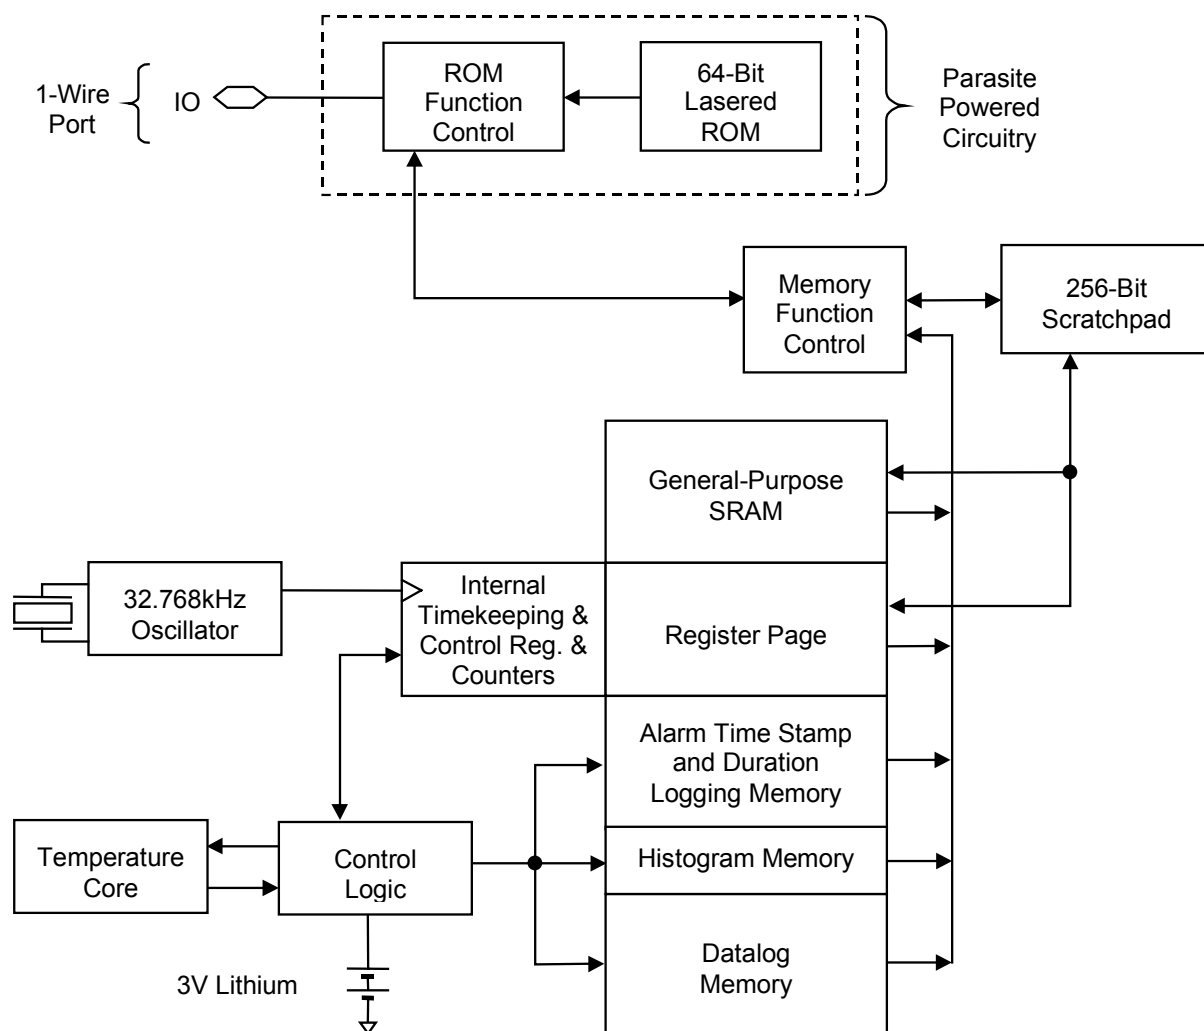 1-Wire
Port
IO
ROM
Function
Control
64-Bit
Lasered
ROM
Parasite
Powered
Circuitry
Memory
Function
Control
256-Bit
Scratchpad
General-Purpose
SRAM
32.768kHz
Oscillator
Internal
Timekeeping &
Control Reg. &
Counters
Register Page
Alarm Time Stamp
and Duration
Logging Memory
Temperature
Core
Control
Logic
Histogram Memory
Datalog
Memory
3V Lithium